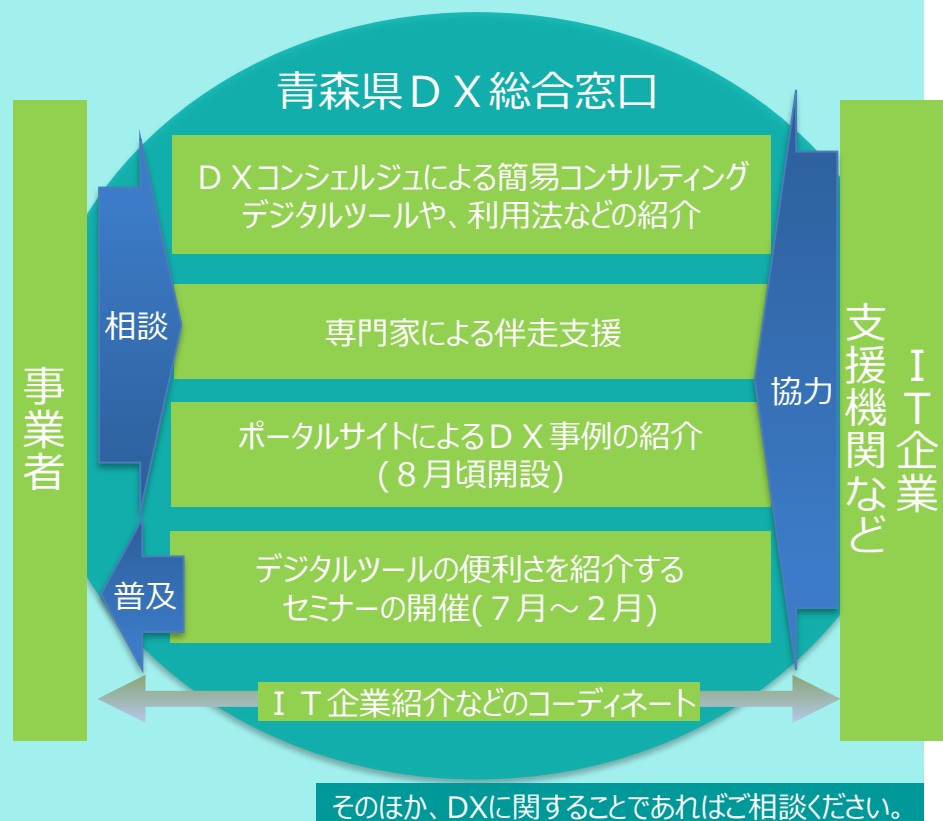 青森県ＤＸ総合窓口
事業者
相談
普及
ＤＸコンシェルジュによる簡易コンサルティング
デジタルツールや、利用法などの紹介
専門家による伴走支援
ポータルサイトによるＤＸ事例の紹介
(８月頃開設)
デジタルツールの便利さを紹介する
セミナーの開催(７月～２月)
ＩＴ企業紹介などのコーディネート
協力
ＩＴ企業
支援機関など
そのほか、DXに関することであればご相談ください。